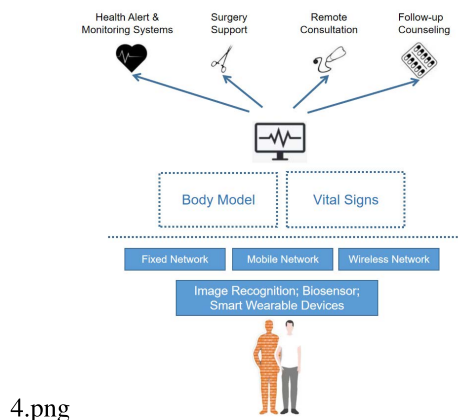 Health Alert &
Monitoring Systems
Surgery
Support
Remote
Consultation
Follow-up
Counseling
Body Model
Vital Signs
Fixed Network
Mobile Network
Wireless Network
Image Recognition; Biosensor;
Smart Wearable Devices
4.png